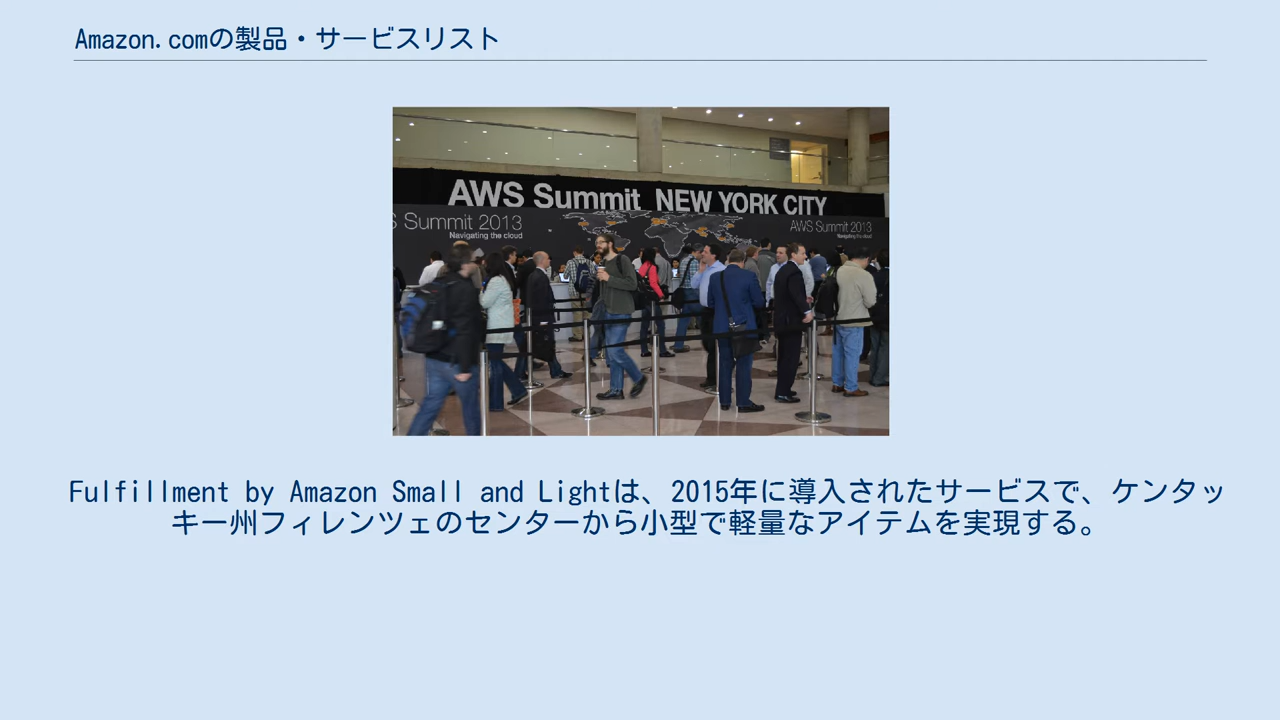 Amazon.comの製品・サービスリスト
AWS Summit NEW YORK CITY
S Summit 2013
Navigating the cloud
AWS Summit 2013
Navigating the cloud
Fulfillment by Amazon Small and Lightは、2015年に導入されたサービスで、ケンタッ
キー州フィレンツェのセンターから小型で軽量なアイテムを実現する。